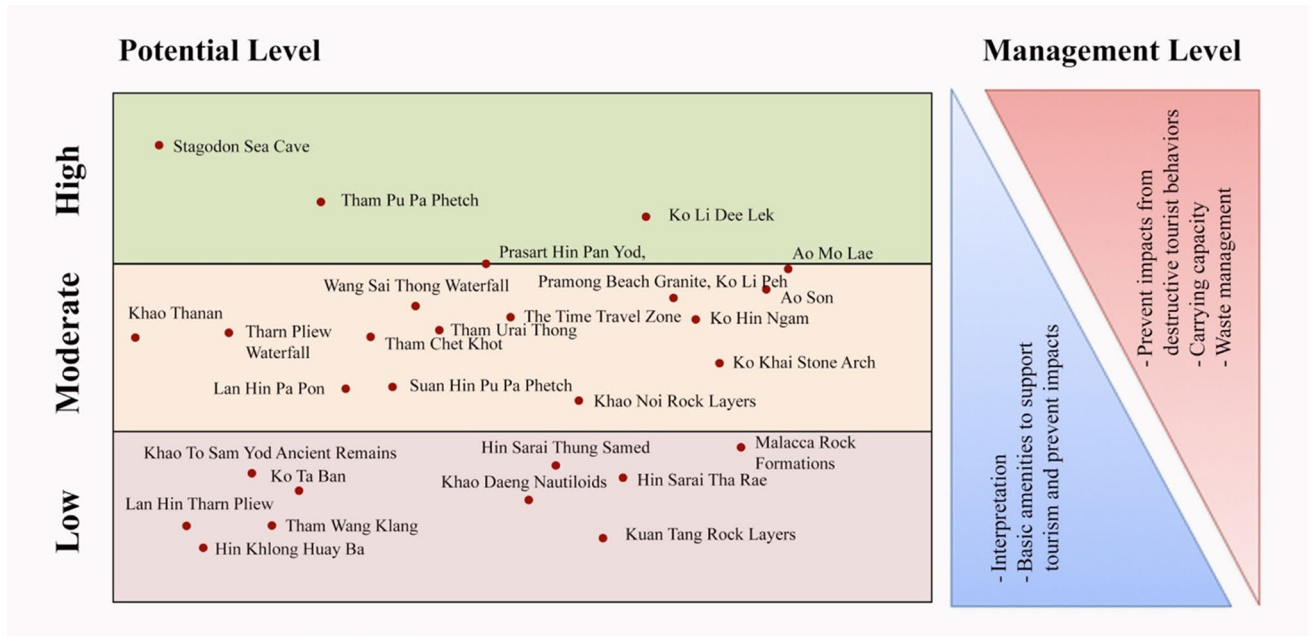 Potential Level
Management Level
High
Stagodon Sea Cave
Tham Pu Pa Phetch
Ko Li Dee Lek
Prasart Hin Pan Yod,
Ao Mo Lae
Moderate
Wang Sai Thong Waterfall
Pramong Beach Granite, Ko Li Peh
Ao Son
Khao Thanan
The Time Travel Zone
Ko Hin Ngam
Tharn Pliew
Waterfall
Tham Urai Thong
Tham Chet Khot
Ko Khai Stone Arch
Lan Hin Pa Pon
Suan Hin Pu Pa Phetch
Khao Noi Rock Layers
Low
Khao To Sam Yod Ancient Remains
Hin Sarai Thung Samed
Malacca Rock
Formations
Ko Ta Ban
Khao Daeng Nautiloids
Hin Sarai Tha Rae
Lan Hin Tharn Pliew
Tham Wang Klang
Kuan Tang Rock Layers
Hin Khlong Huay Ba
- Interpretation
- Basic amenities to support
tourism and prevent impacts
- Prevent impacts from
destructive tourist behaviors
- Carrying capacity
- Waste management